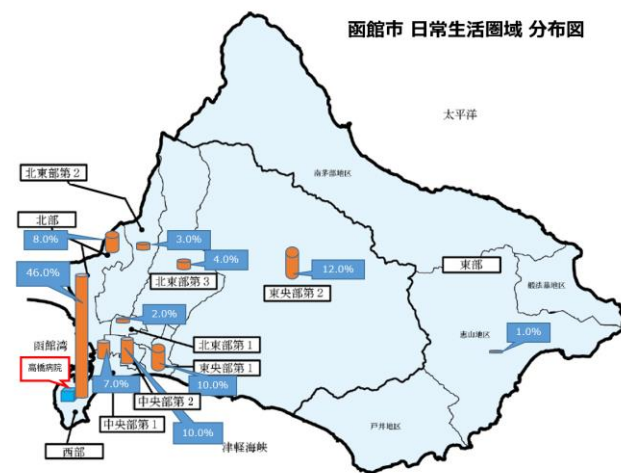 函館市 日常生活圏域 分布図
太平洋
南茅部地区
北東部第2
北部
8.0%
3.0%
4.0%
46.0%
北東部第3
12.0%
東央部第2
東部
椴法華地区
2.0%
函館湾
北東部第1
恵山地区
1.0%
高橋病院
東央部第1
7.0%
中央部第2
10.0%
中央部第1
10.0%
戸井地区
西部
津軽海峡